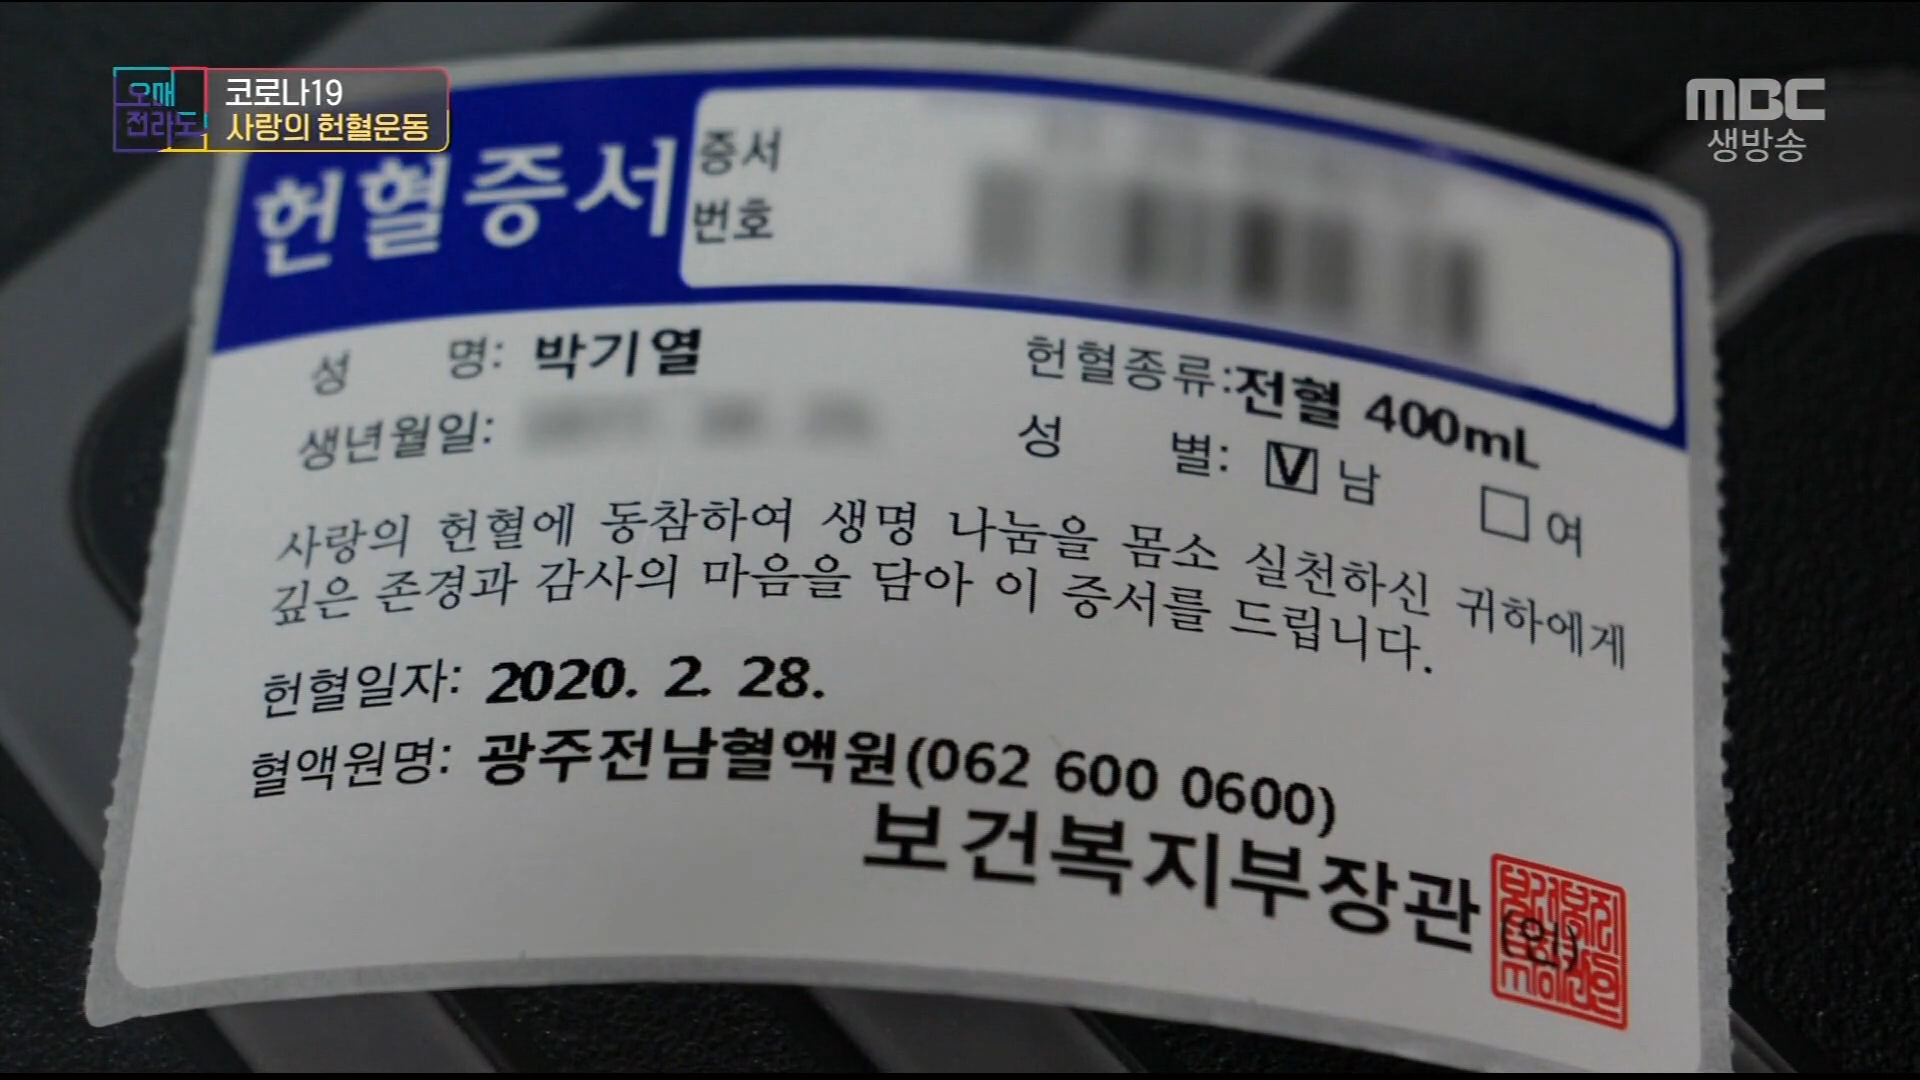 오매
전라도
코로나19
사랑의 헌혈운동
MBC
생방송
헌혈증서
증서
번호
성 명: 박기열
헌혈종류:전혈 400mL
생년월일:
성 별: V 남 여
사랑의 헌혈에 동참하여 생명 나눔을 몸소 실천하신 귀하에게
깊은 존경과 감사의 마음을 담아 이 증서를 드립니다.
헌혈일자: 2020. 2. 28.
혈액원명: 광주전남혈액원(062 600 0600)
보건복지부장관 (인)